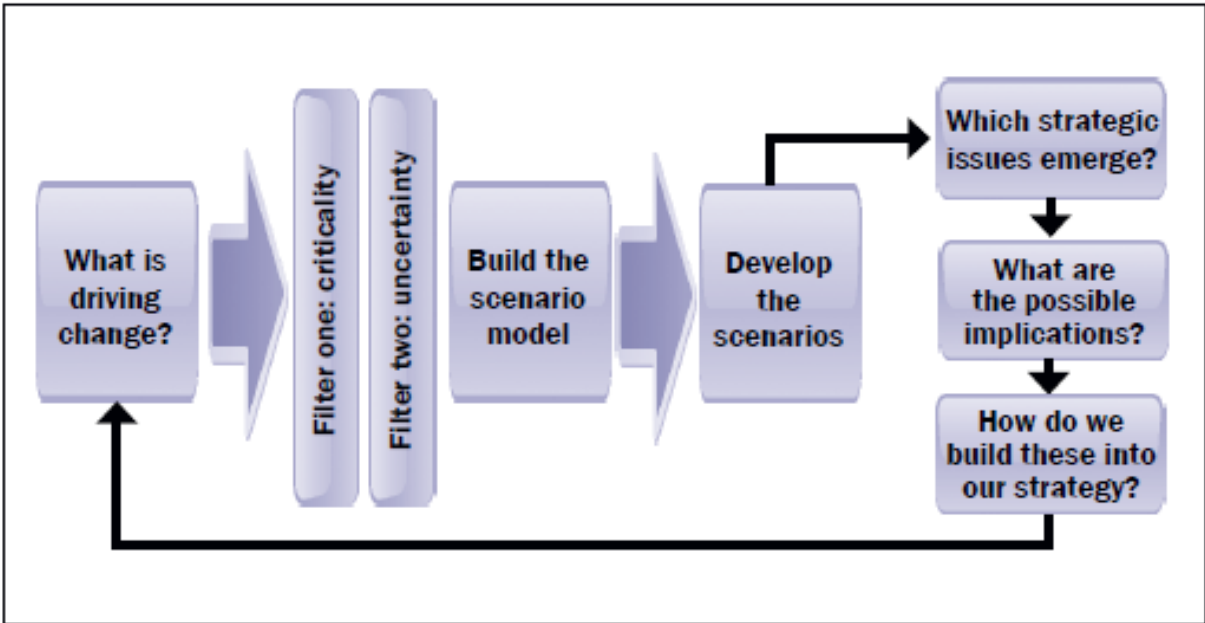 What is
driving
change?
Filter one: criticality
Filter two: uncertainty
Build the
scenario
model
Develop
the
scenarios
Which strategic
issues emerge?
What are
the possible
implications?
How do we
build these into
our strategy?